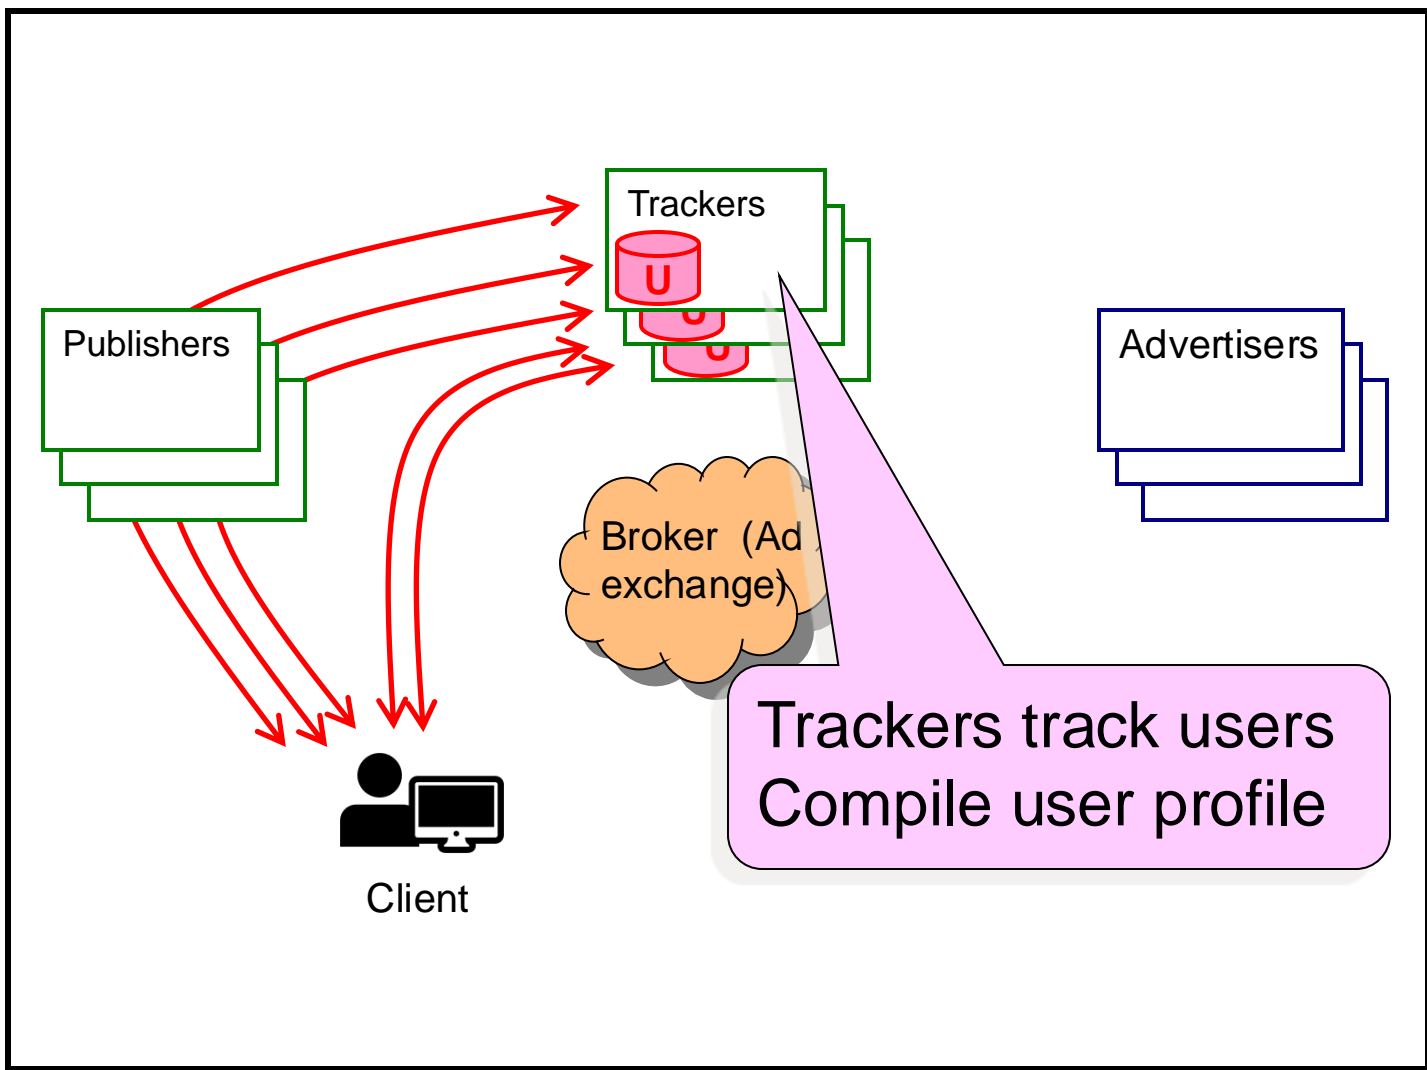 Trackers
U
U
U
Publishers
Advertisers
Broker (Ad
exchange)
Trackers track users
Compile user profile
Client